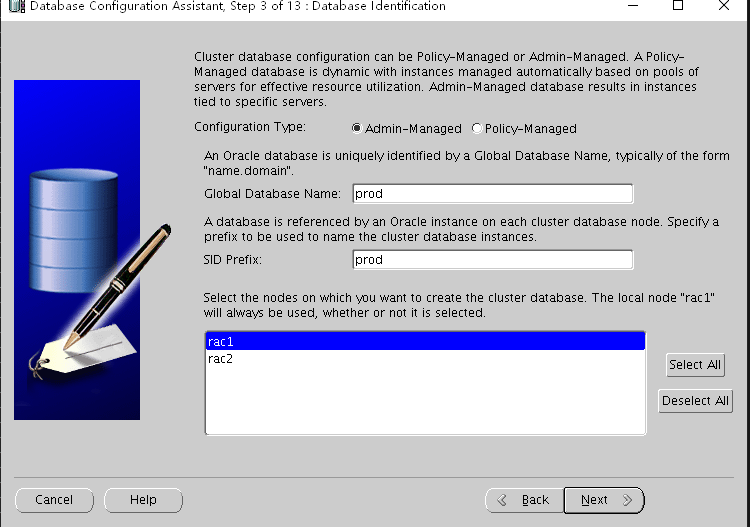 Database Configuration Assistant, Step 3 of 13 : Database Identification
Cluster database configuration can be Policy-Managed or Admin-Managed. A Policy-
Managed database is dynamic with instances managed automatically based on pools of
servers for effective resource utilization. Admin-Managed database results in instances
tied to specific servers.
Configuration Type: Admin-Managed Policy-Managed
An Oracle database is uniquely identified by a Global Database Name, typically of the form
"name.domain".
Global Database Name: prod
A database is referenced by an Oracle instance on each cluster database node. Specify a
prefix to be used to name the cluster database instances.
SID Prefix: prod
Select the nodes on which you want to create the cluster database. The local node "rac1"
will always be used, whether or not it is selected.
rac1
rac2
Select All
Deselect All
Cancel Help Back Next